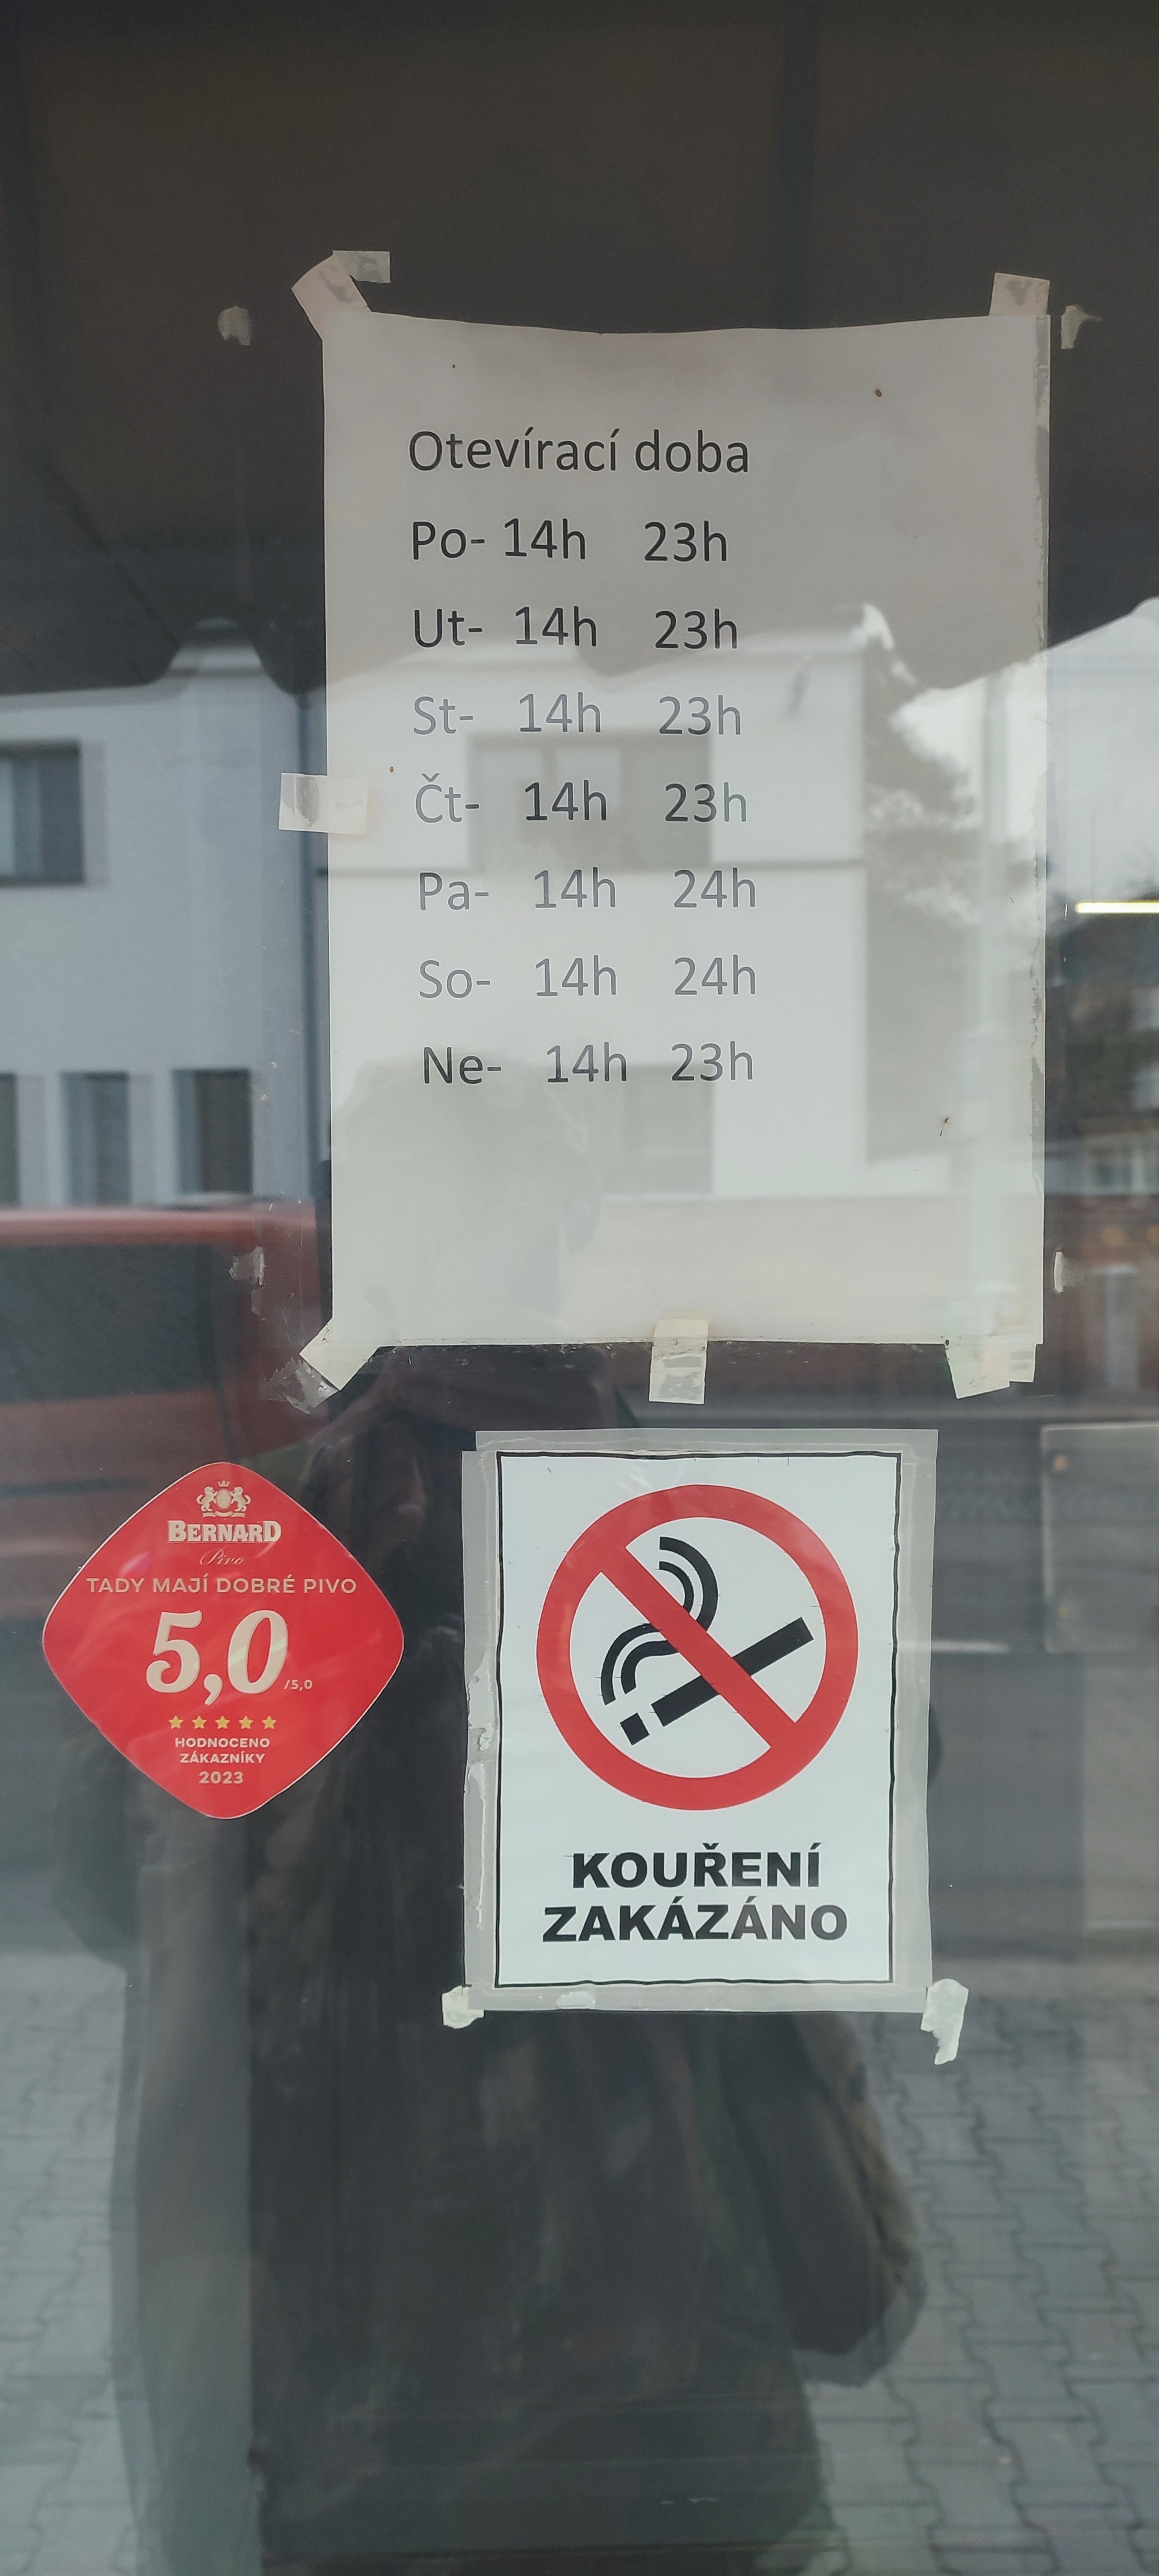 Otevírací doba
Po- 14h 23h
Ut- 14h 23h
St- 14h 23h
Čt- 14h 23h
Pa- 14h 24h
So- 14h 24h
Ne- 14h 23h
BERNARD
Pivo
TADY MAJÍ DOBRÉ PIVO
5,0 /5,0
HODNOCENO
ZÁKAZNÍKY
2023
KOUŘENÍ
ZAKÁZÁNO